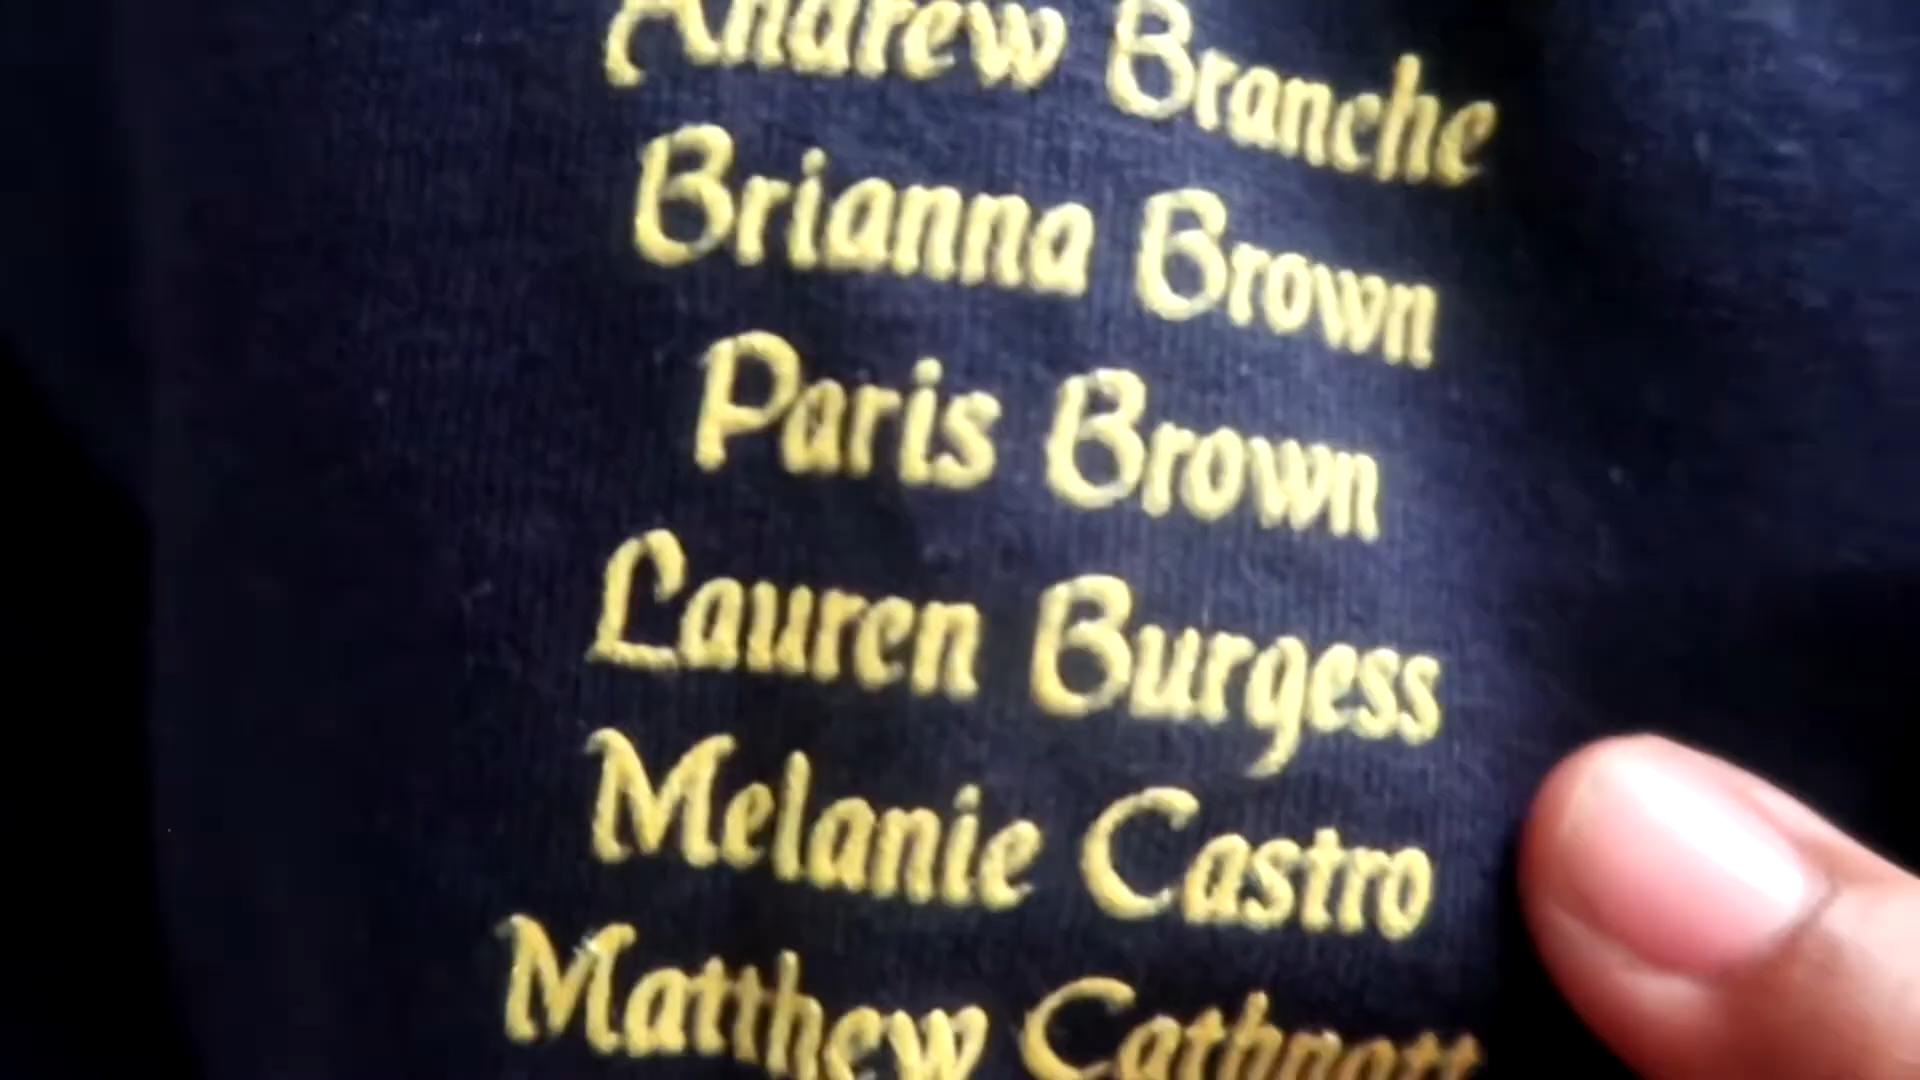 Andrew Branche
Brianna Brown
Paris Brown
Lauren Burgess
Melanie Castro
Matthew